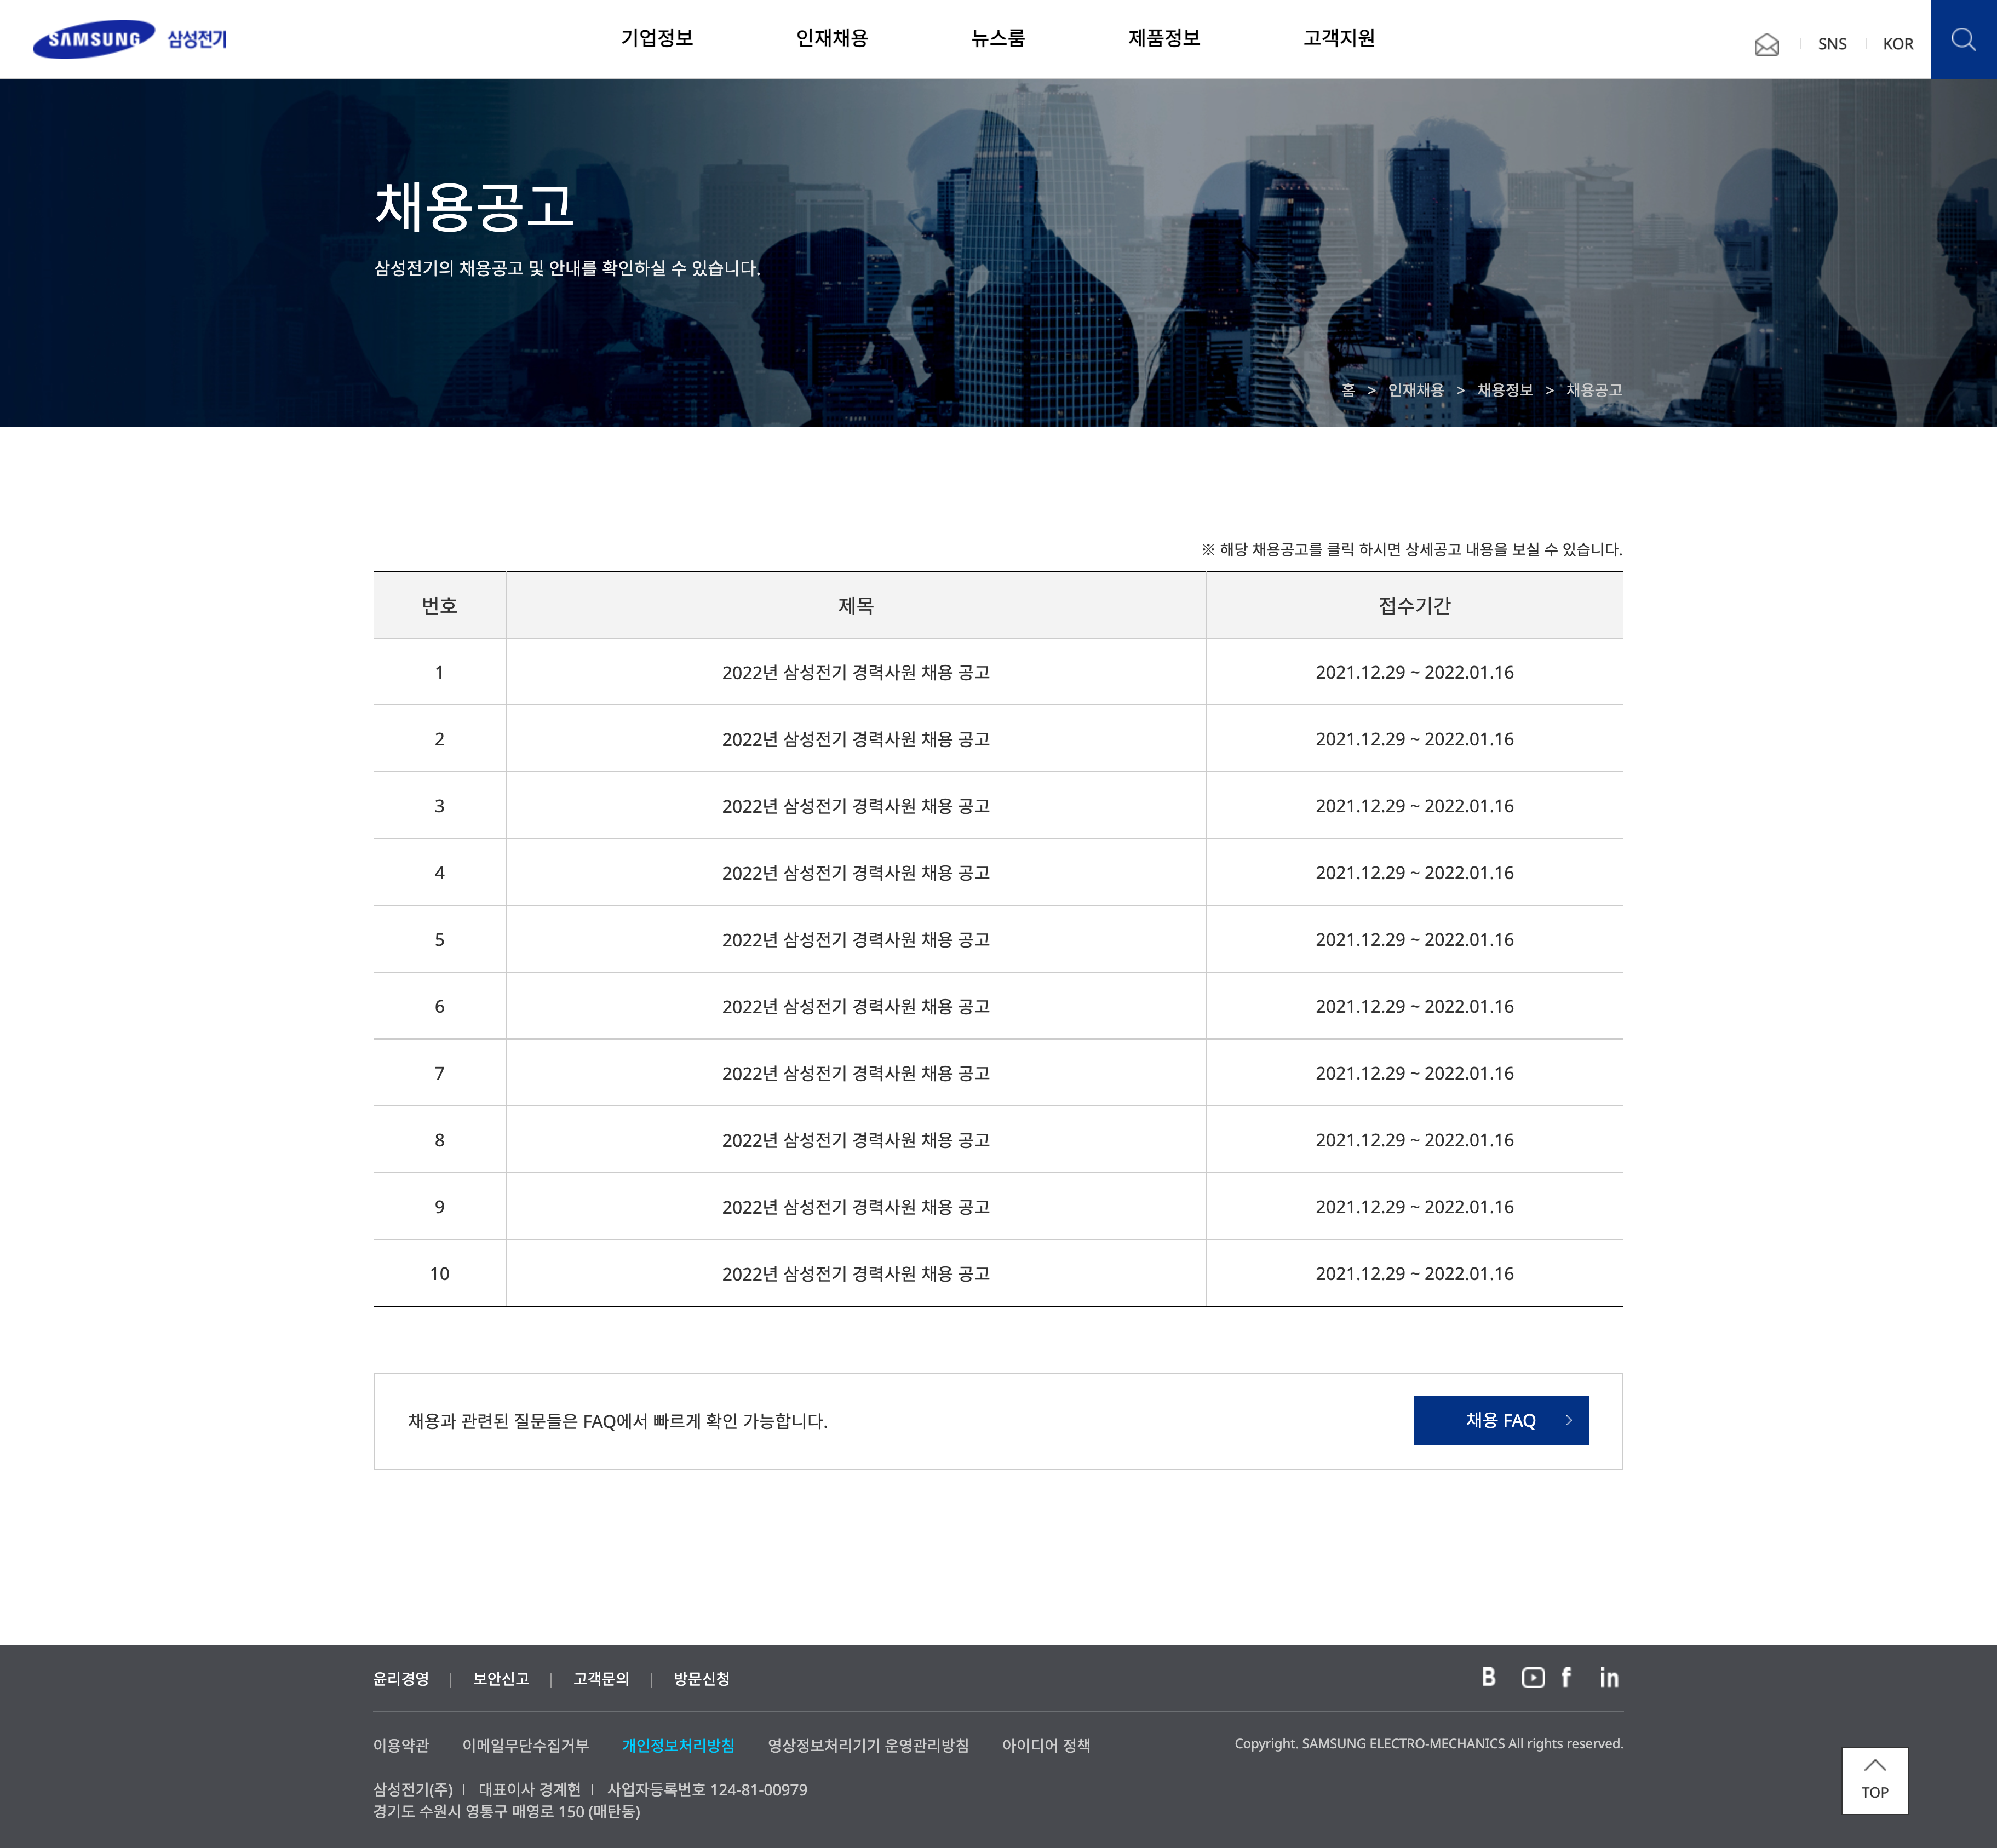 SAMSUNG 삼성전기
기업정보 인재채용 뉴스룸 제품정보 고객지원
SNS KOR
채용공고
삼성전기의 채용공고 및 안내를 확인하실 수 있습니다.
홈 > 인재채용 > 채용정보 > 채용공고
※ 해당 채용공고를 클릭 하시면 상세공고 내용을 보실 수 있습니다.
번호 제목 접수기간
1 2022년 삼성전기 경력사원 채용 공고 2021.12.29 ~ 2022.01.16
2 2022년 삼성전기 경력사원 채용 공고 2021.12.29 ~ 2022.01.16
3 2022년 삼성전기 경력사원 채용 공고 2021.12.29 ~ 2022.01.16
4 2022년 삼성전기 경력사원 채용 공고 2021.12.29 ~ 2022.01.16
5 2022년 삼성전기 경력사원 채용 공고 2021.12.29 ~ 2022.01.16
6 2022년 삼성전기 경력사원 채용 공고 2021.12.29 ~ 2022.01.16
7 2022년 삼성전기 경력사원 채용 공고 2021.12.29 ~ 2022.01.16
8 2022년 삼성전기 경력사원 채용 공고 2021.12.29 ~ 2022.01.16
9 2022년 삼성전기 경력사원 채용 공고 2021.12.29 ~ 2022.01.16
10 2022년 삼성전기 경력사원 채용 공고 2021.12.29 ~ 2022.01.16
채용과 관련된 질문들은 FAQ에서 빠르게 확인 가능합니다.
채용 FAQ >
윤리경영 | 보안신고 | 고객문의 | 방문신청
B f in
이용약관 이메일무단수집거부 개인정보처리방침 영상정보처리기기 운영관리방침 아이디어 정책
Copyright. SAMSUNG ELECTRO-MECHANICS All rights reserved.
삼성전기(주) | 대표이사 경계현 | 사업자등록번호 124-81-00979
경기도 수원시 영통구 매영로 150 (매탄동)
TOP